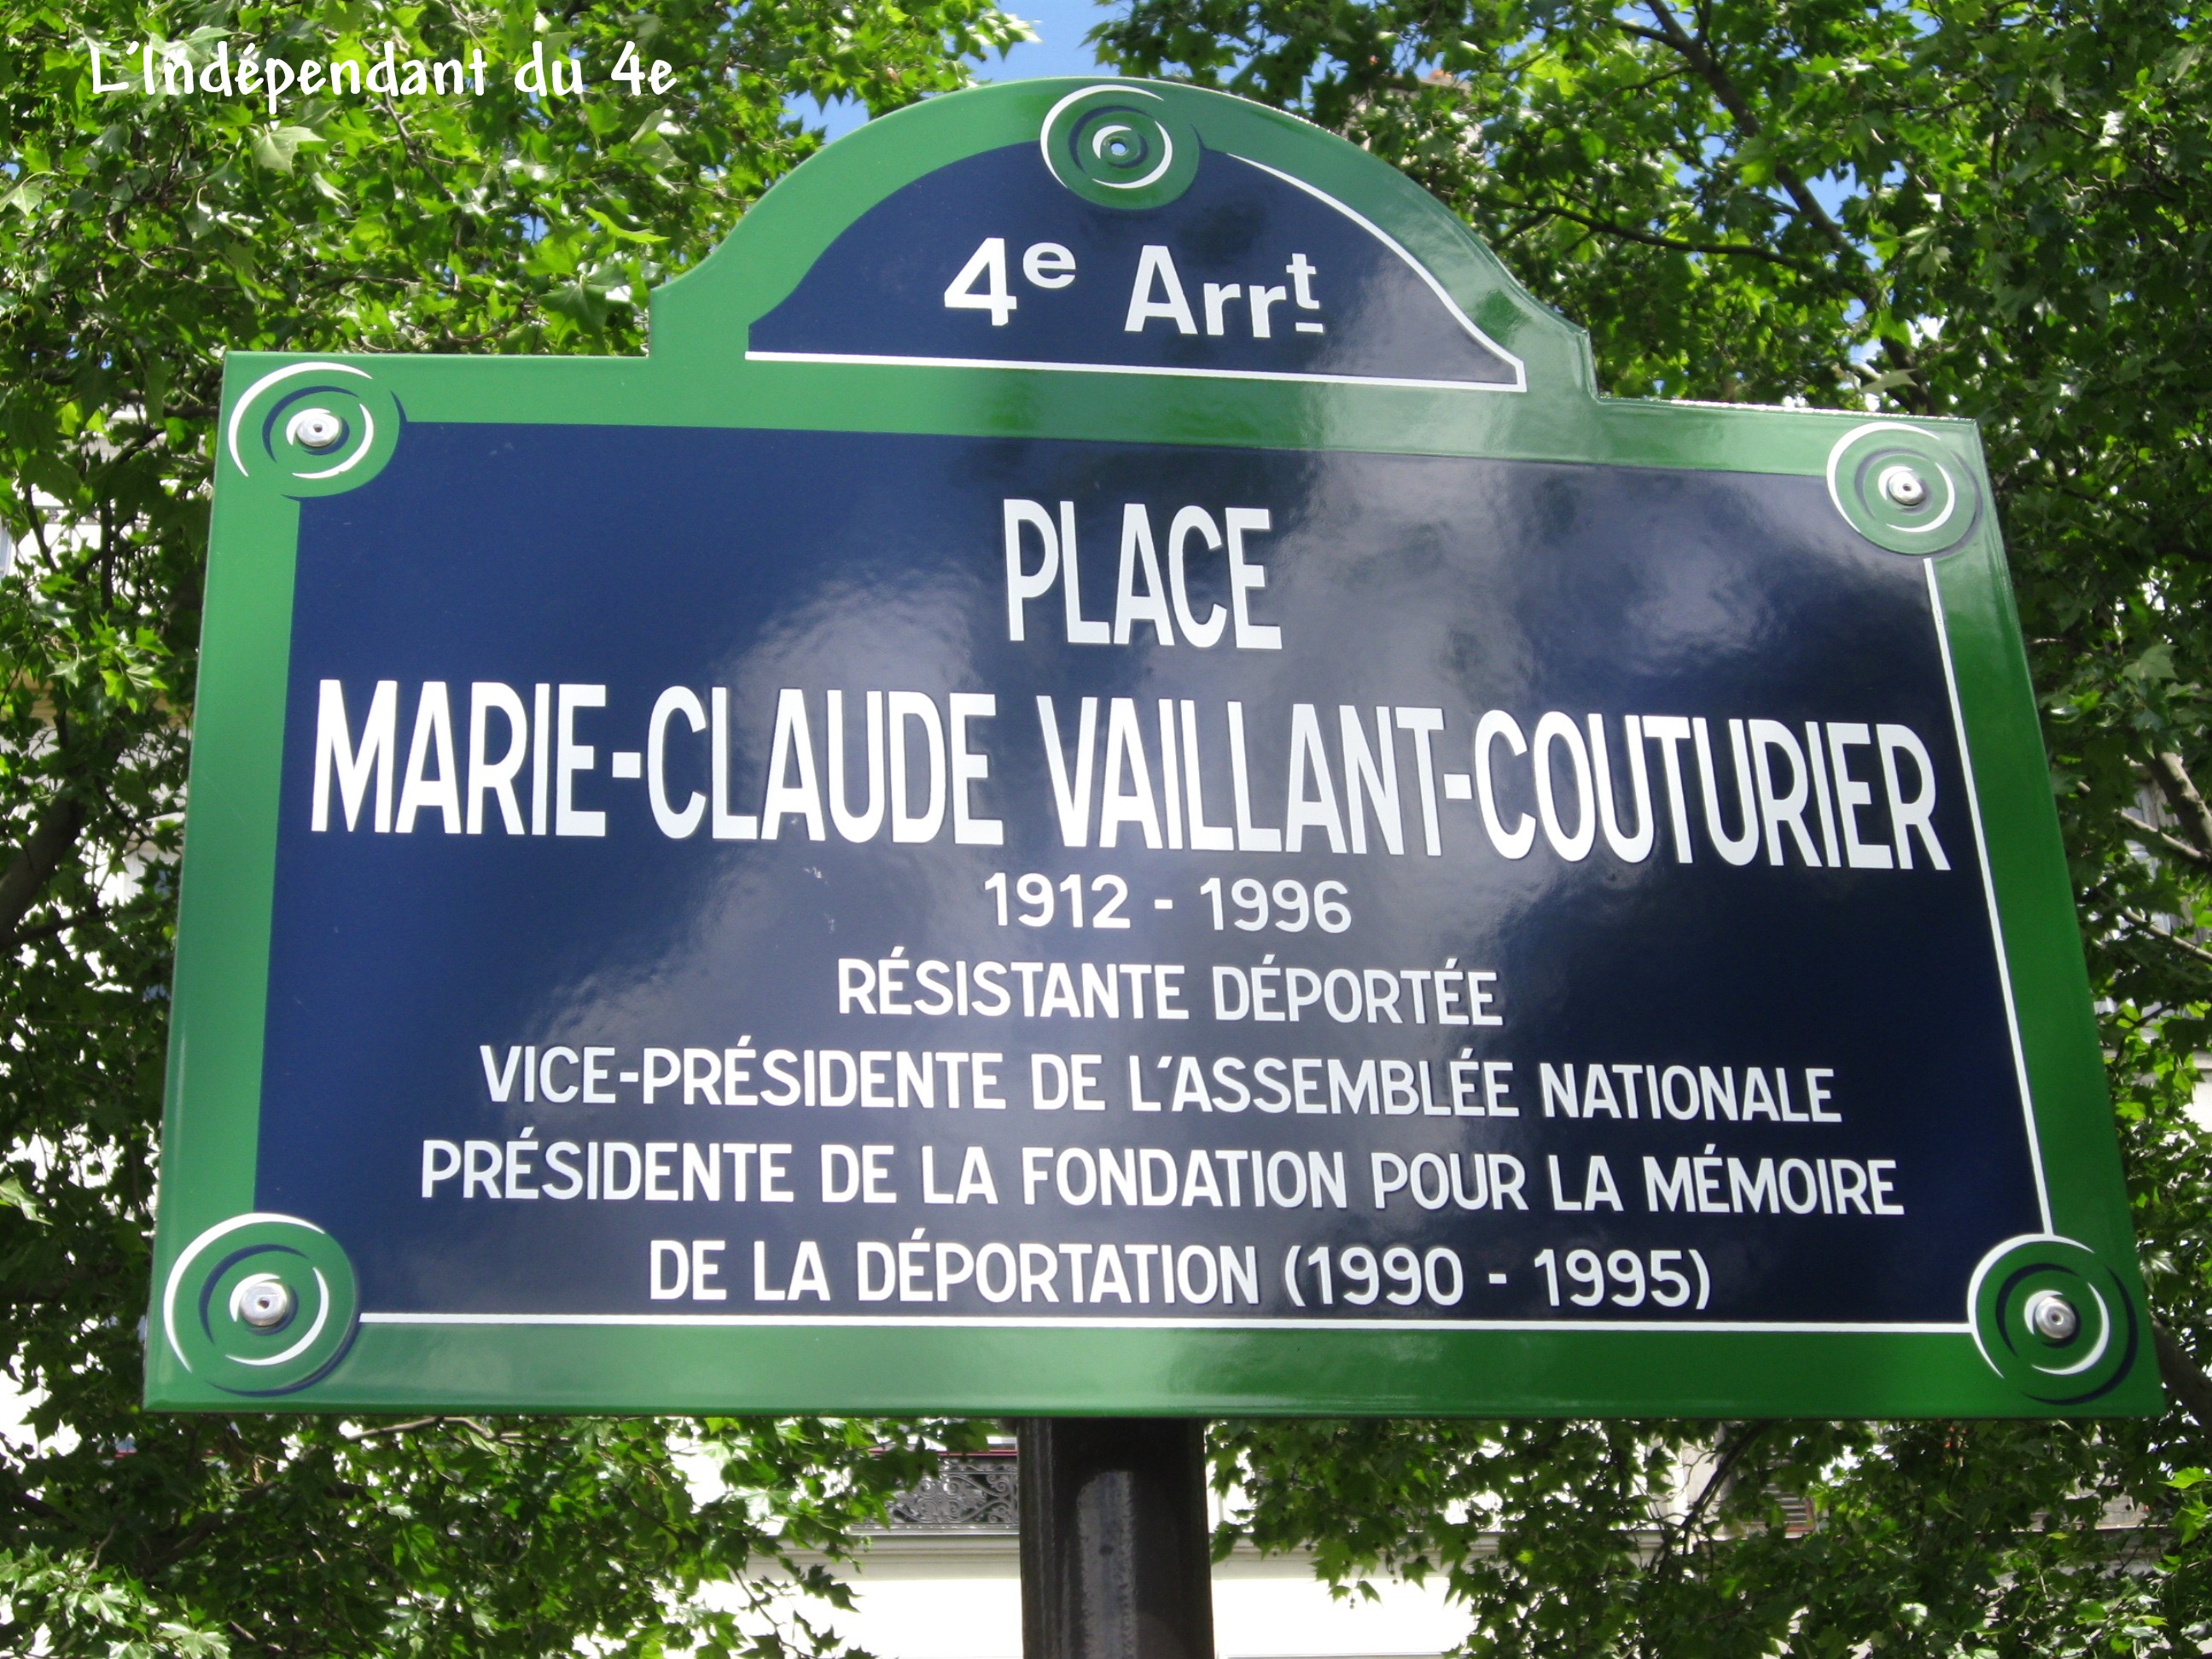 L'Indépendant du 4e
4e Arrt
PLACE
MARIE-CLAUDE VAILLANT-COUTURIER
1912 - 1996
RÉSISTANTE DÉPORTÉE
VICE-PRÉSIDENTE DE L'ASSEMBLÉE NATIONALE
PRÉSIDENTE DE LA FONDATION POUR LA MÉMOIRE
DE LA DÉPORTATION (1990 - 1995)